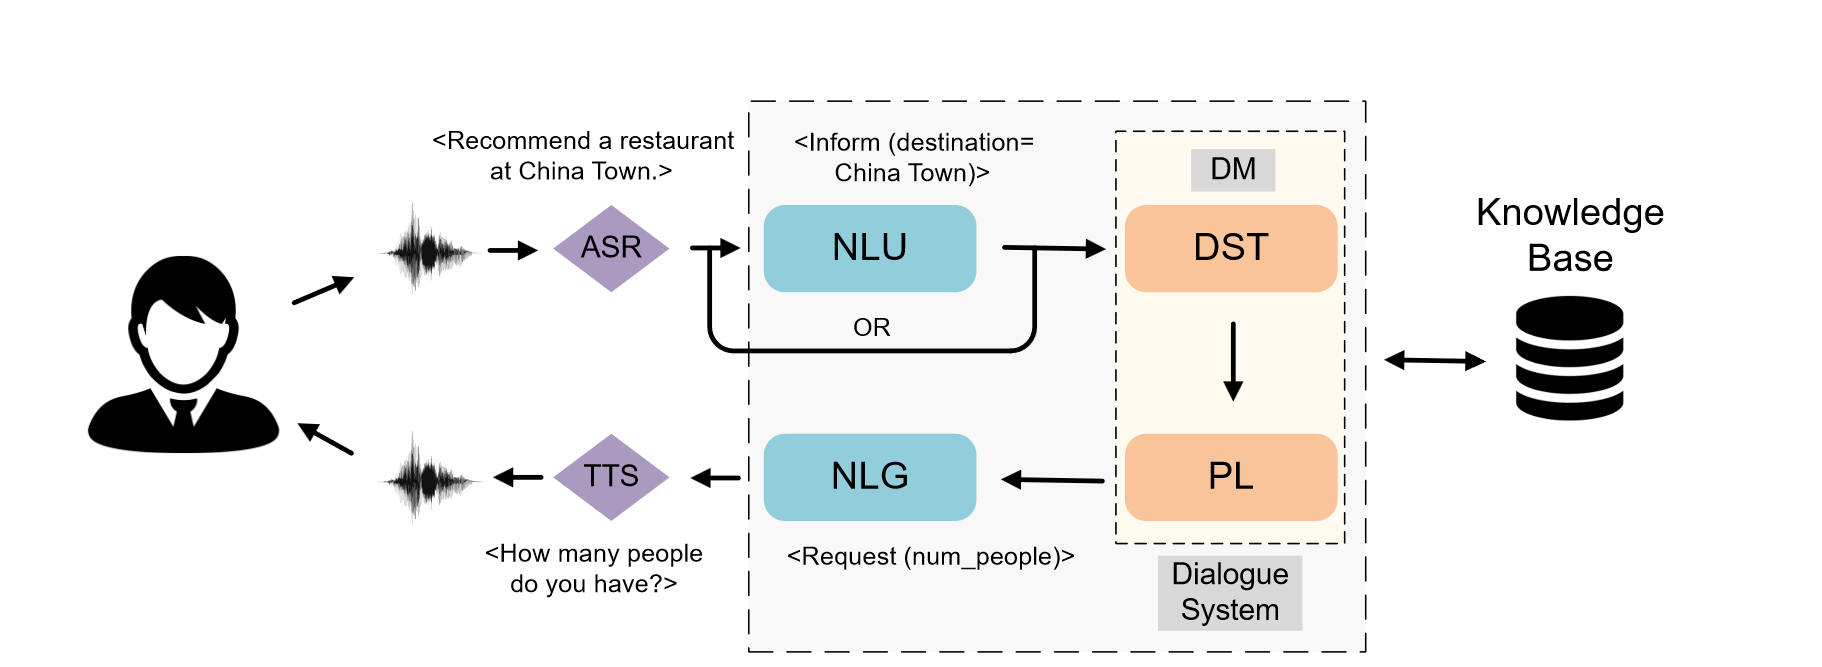 <Recommend a restaurant
at China Town.>
<Inform (destination=
China Town)>
DM
Knowledge
Base
ASR
NLU
DST
OR
TTS
NLG
PL
<How many people
do you have?>
<Request (num_people)>
Dialogue
System